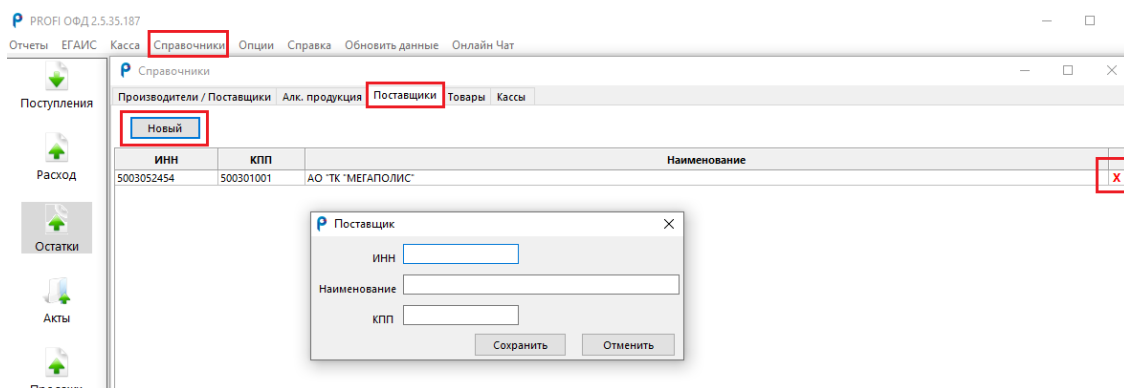 PROFI ОФД 2.5.35.187
Отчеты ЕГАИС Касса Справочники Опции Справка Обновить данные Онлайн Чат
Справочники
Поступления
Производители / Поставщики Алк. продукция Поставщики Товары Кассы
Новый
ИНН КПП Наименование
Расход
5003052454 500301001 АО "ТК "МЕГАПОЛИС" X
Поставщик
Остатки
ИНН
Наименование
КПП
Акты
Сохранить Отменить